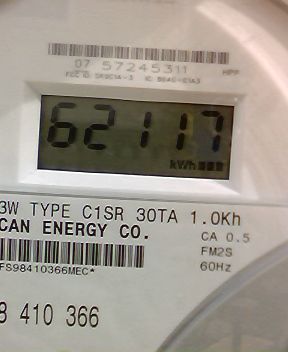 07 57245311
62117
kWh
3W TYPE C1SR 30TA 1.0Kh
CAN ENERGY CO.
CA 0.5
FM2S
60Hz
FS98410366MEC*
8 410 366